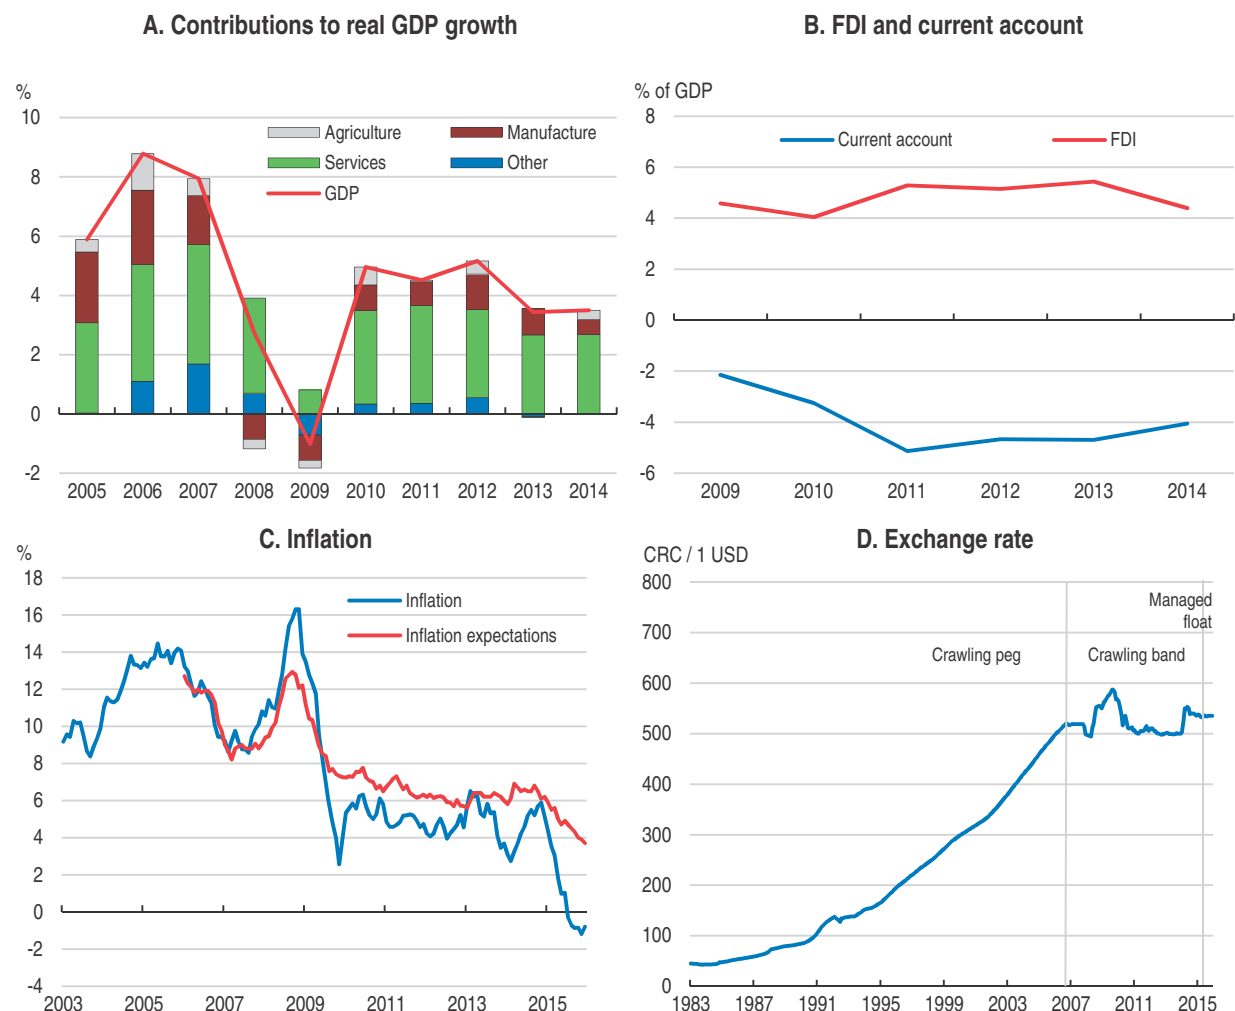 A. Contributions to real GDP growth
%
10
8
6
4
2
0
-2
Agriculture
Manufacture
Services
Other
GDP
2005 2006 2007 2008 2009 2010 2011 2012 2013 2014
B. FDI and current account
% of GDP
8
6
4
2
0
-2
-4
-6
Current account
FDI
2009 2010 2011 2012 2013 2014
C. Inflation
%
18
16
14
12
10
8
6
4
2
0
-2
-4
Inflation
Inflation expectations
2003 2005 2007 2009 2011 2013 2015
D. Exchange rate
CRC / 1 USD
800
700
600
500
400
300
200
100
0
Managed
float
Crawling peg
Crawling band
1983 1987 1991 1995 1999 2003 2007 2011 2015